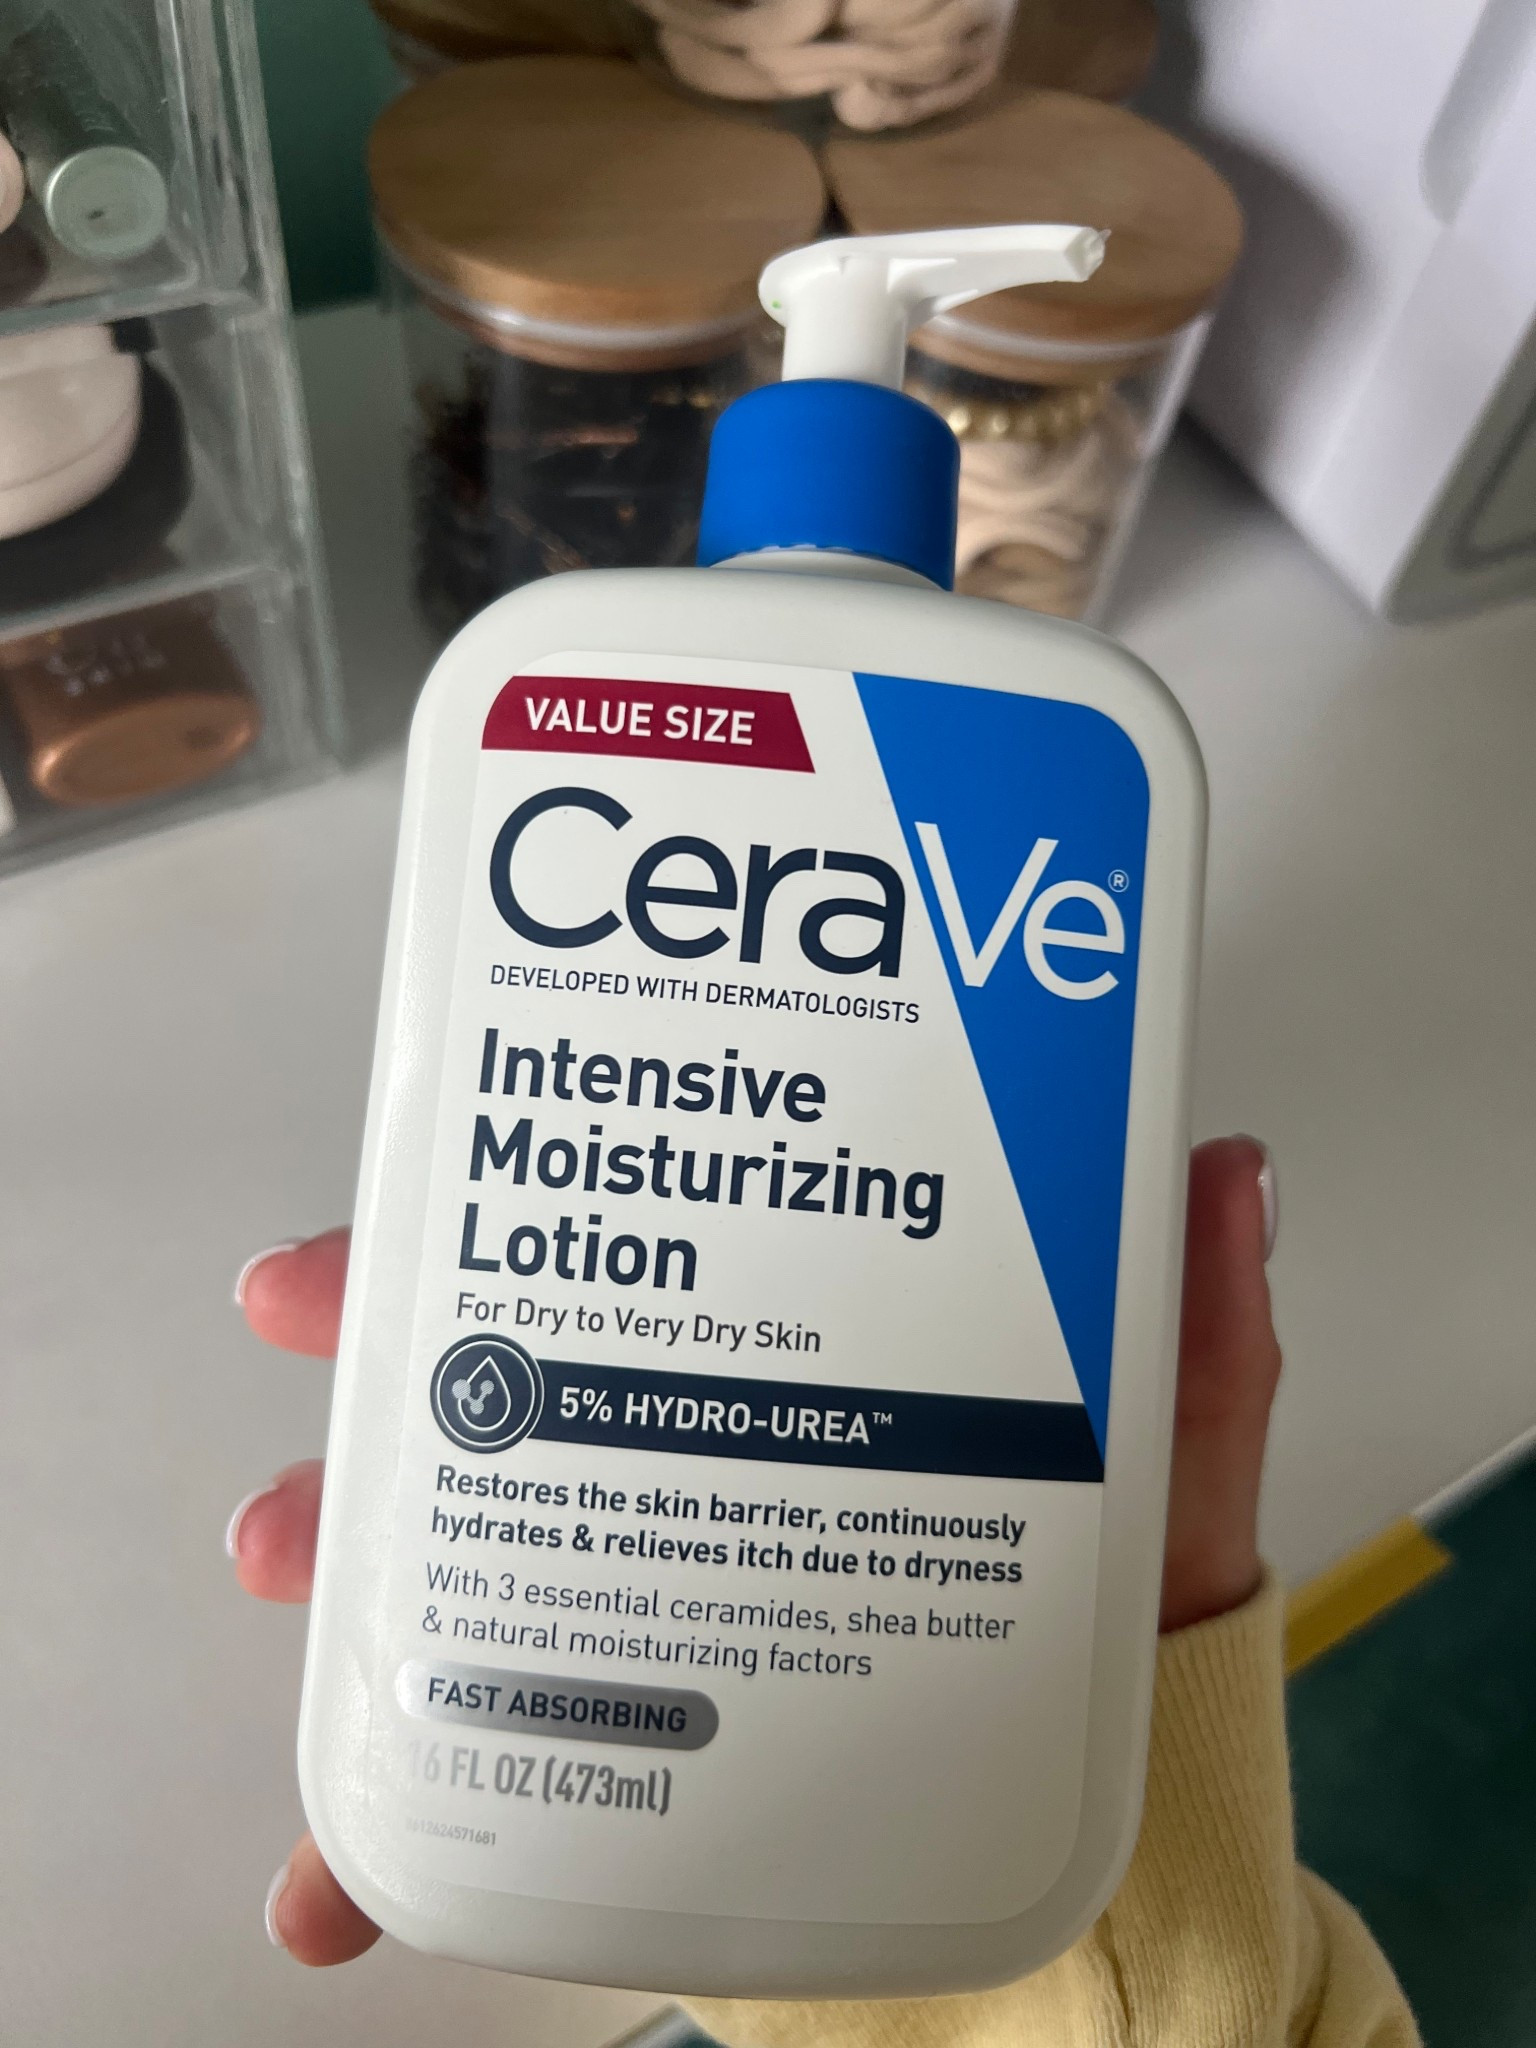 VALUE SIZE
CeraVe®
DEVELOPED WITH DERMATOLOGISTS
Intensive
Moisturizing
Lotion
For Dry to Very Dry Skin
5% HYDRO-UREA™
Restores the skin barrier, continuously
hydrates & relieves itch due to dryness
With 3 essential ceramides, shea butter
& natural moisturizing factors
FAST ABSORBING
16 FL OZ (473ml)